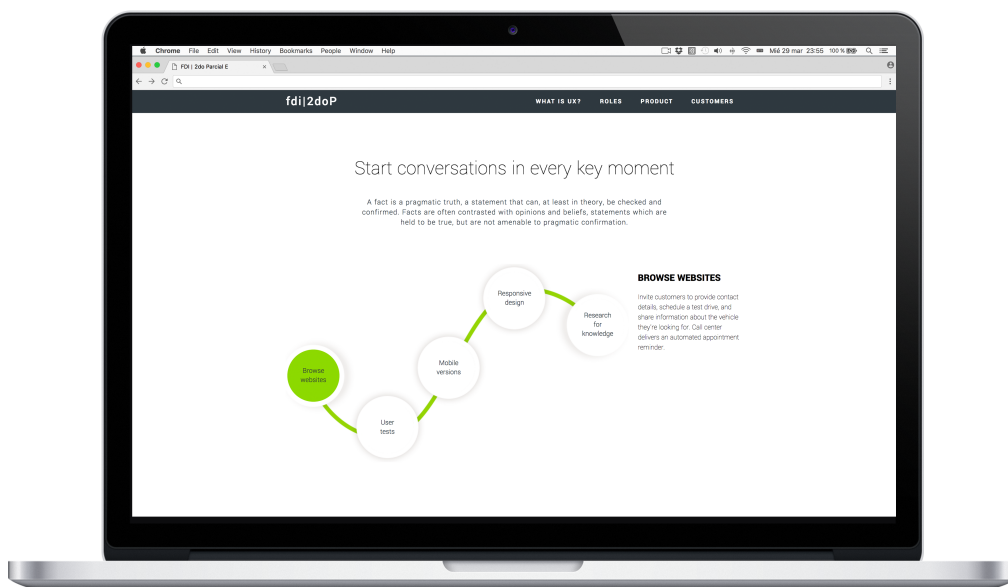 Chrome File Edit View History Bookmarks People Window Help
Mié 29 mar 23:55 100 %
FDI | 2do Parcial E
fdi|2doP
WHAT IS UX? ROLES PRODUCT CUSTOMERS
Start conversations in every key moment
A fact is a pragmatic truth, a statement that can, at least in theory, be checked and
confirmed. Facts are often contrasted with opinions and beliefs, statements which are
held to be true, but are not amenable to pragmatic confirmation.
Browse
websites
User
tests
Mobile
versions
Responsive
design
Research
for
knowledge
BROWSE WEBSITES
Invite customers to provide contact
details, schedule a test drive, and
share information about the vehicle
they're looking for. Call center
delivers an automated appointment
reminder.